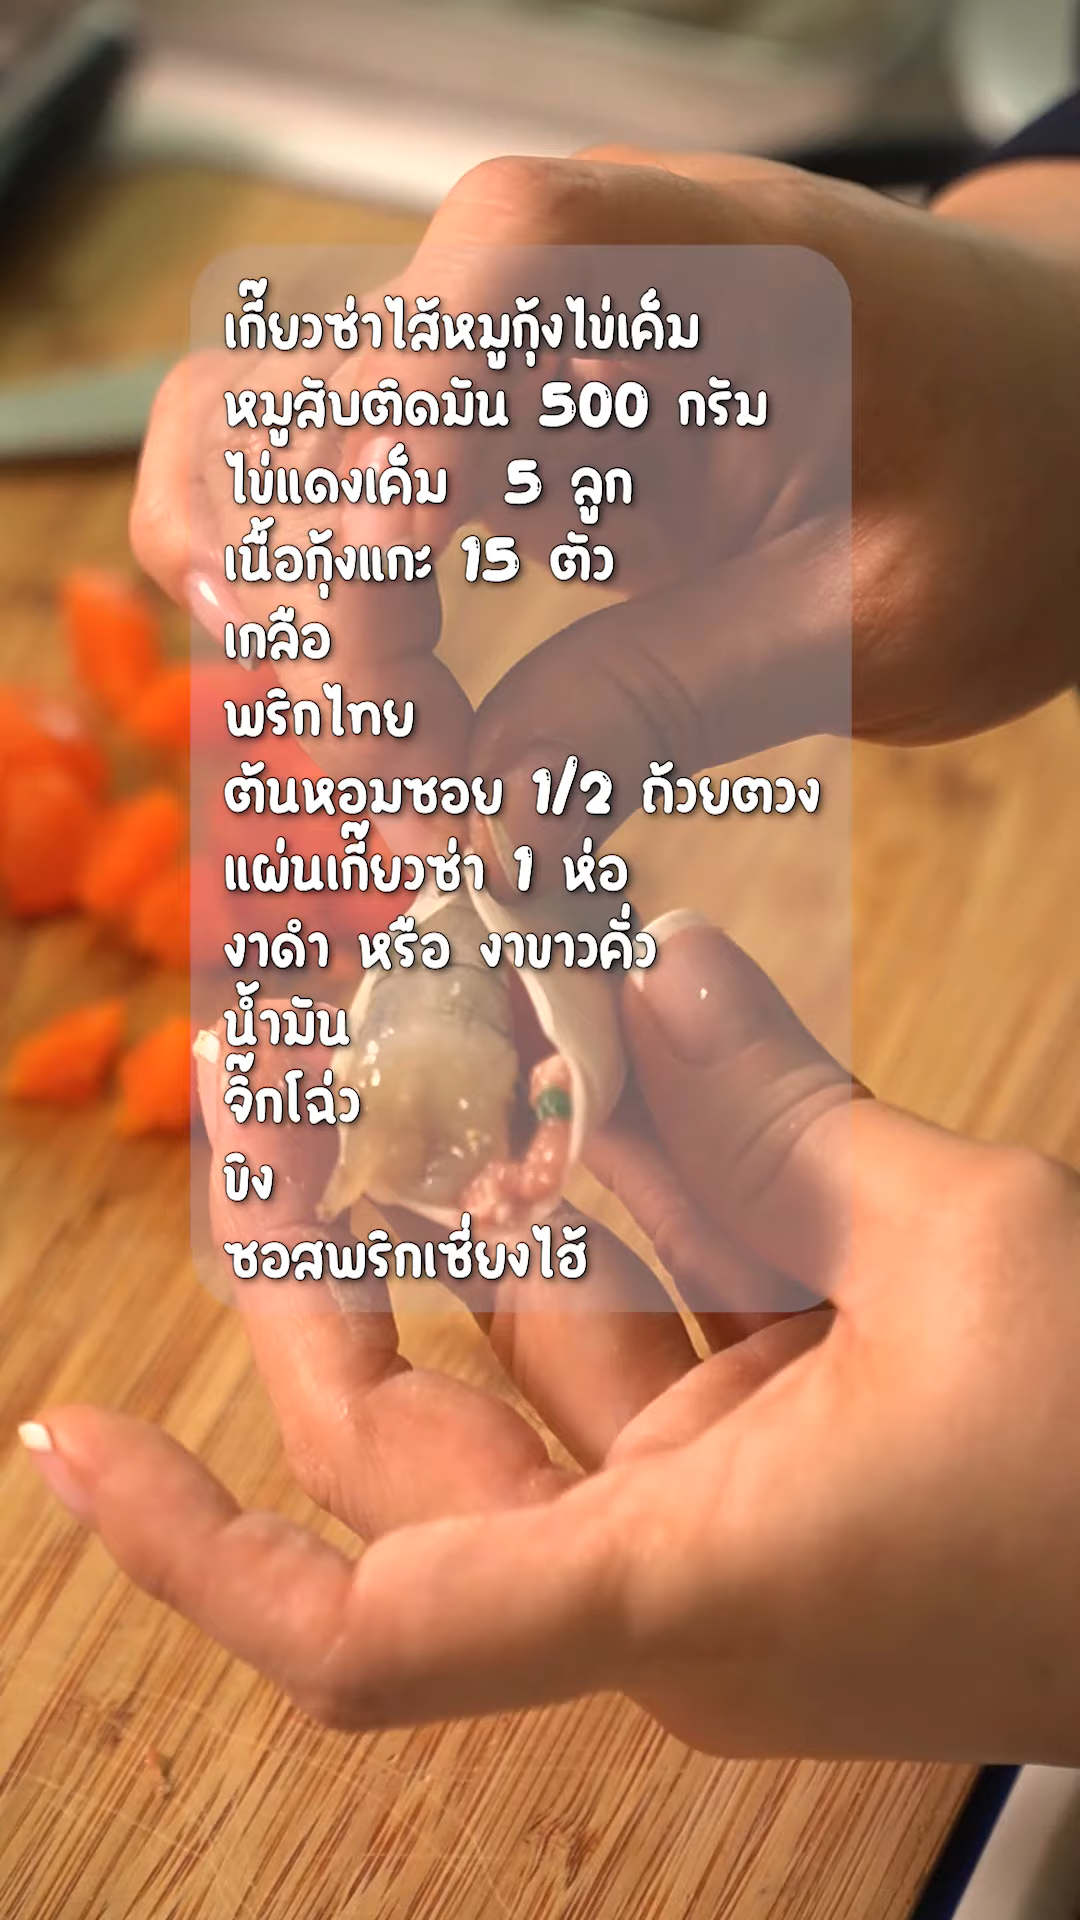 เกี๊ยวซ่าไส้หมูกุ้งไข่เค็ม
หมูสับติดมัน 500 กรัม
ไข่แดงเค็ม 5 ลูก
เนื้อกุ้งแกะ 15 ตัว
เกลือ
พริกไทย
ต้นหอมซอย 1/2 ถ้วยตวง
แผ่นเกี๊ยวซ่า 1 ห่อ
งาดำ หรือ งาขาวคั่ว
น้ำมัน
จิ๊กโฉ่ว
ขิง
ซอสพริกเซี่ยงไฮ้